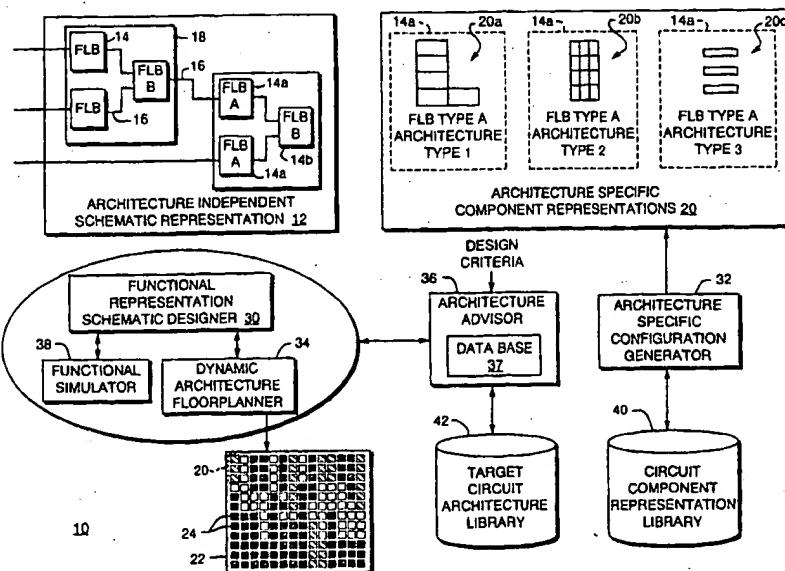 14
18
FLB
FLB
B
16
FLB
16
14a
FLB
A
FLB
B
FLB
A
14b
14a
ARCHITECTURE INDEPENDENT
SCHEMATIC REPRESENTATION 12
14a
20a
FLB TYPE A
ARCHITECTURE
TYPE 1
14a
20b
FLB TYPE A
ARCHITECTURE
TYPE 2
14a
20c
FLB TYPE A
ARCHITECTURE
TYPE 3
ARCHITECTURE SPECIFIC
COMPONENT REPRESENTATIONS 20
FUNCTIONAL
REPRESENTATION
SCHEMATIC DESIGNER 30
38
FUNCTIONAL
SIMULATOR
34
DYNAMIC
ARCHITECTURE
FLOORPLANNER
DESIGN
CRITERIA
36
ARCHITECTURE
ADVISOR
DATA BASE
37
32
ARCHITECTURE
SPECIFIC
CONFIGURATION
GENERATOR
42
TARGET
CIRCUIT
ARCHITECTURE
LIBRARY
40
CIRCUIT
COMPONENT
REPRESENTATION
LIBRARY
20
24
22
10